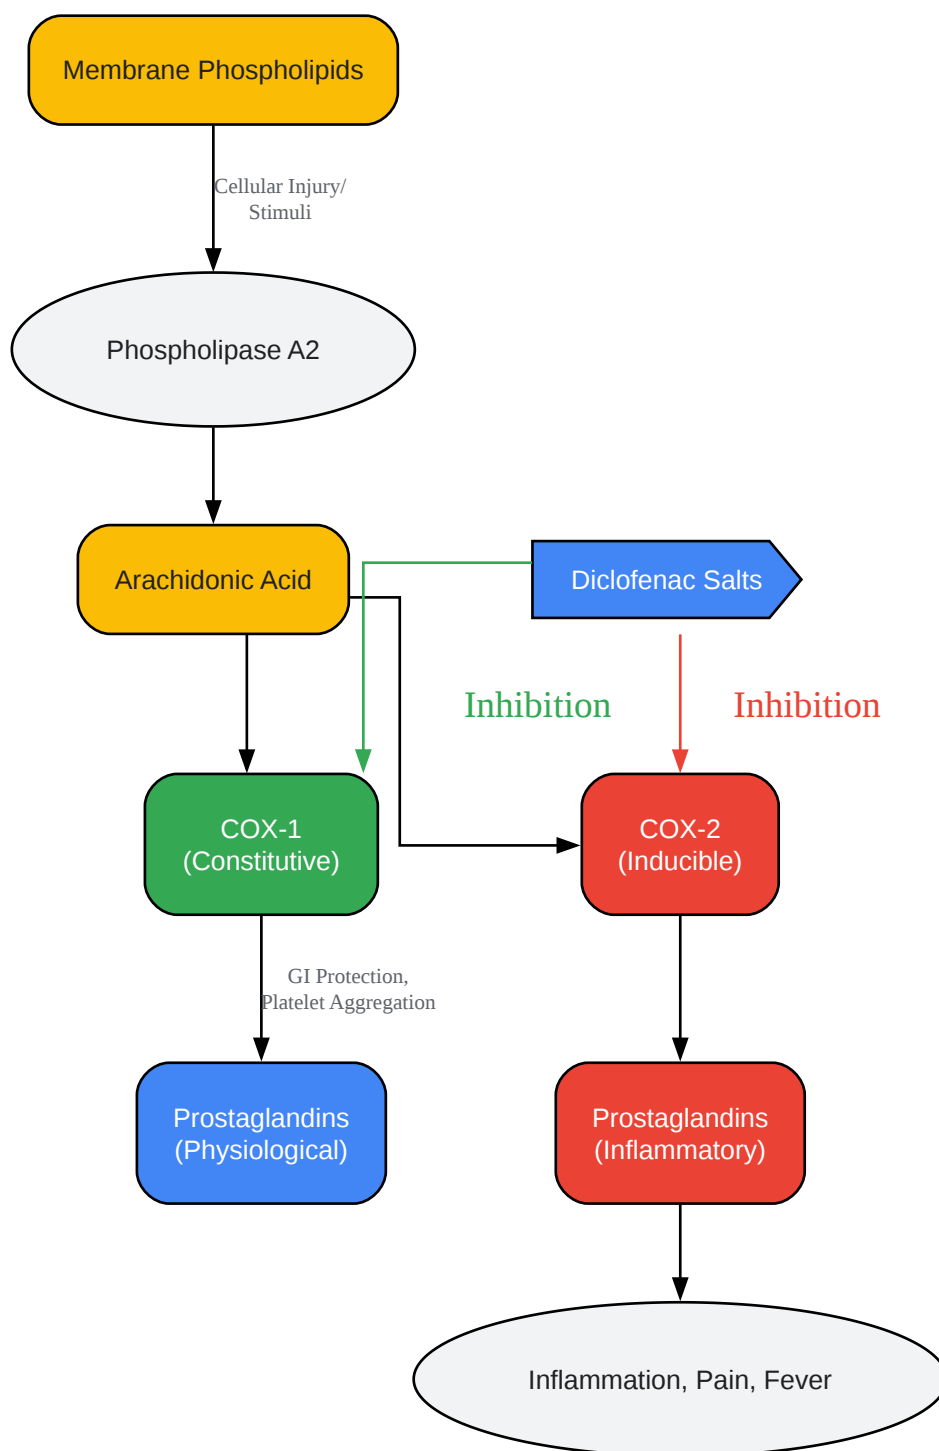 Membrane Phospholipids
Cellular Injury/
Stimuli
Phospholipase A2
Arachidonic Acid
Diclofenac Salts
Inhibition
Inhibition
COX-1
(Constitutive)
COX-2
(Inducible)
GI Protection,
Platelet Aggregation
Prostaglandins
(Physiological)
Prostaglandins
(Inflammatory)
Inflammation, Pain, Fever